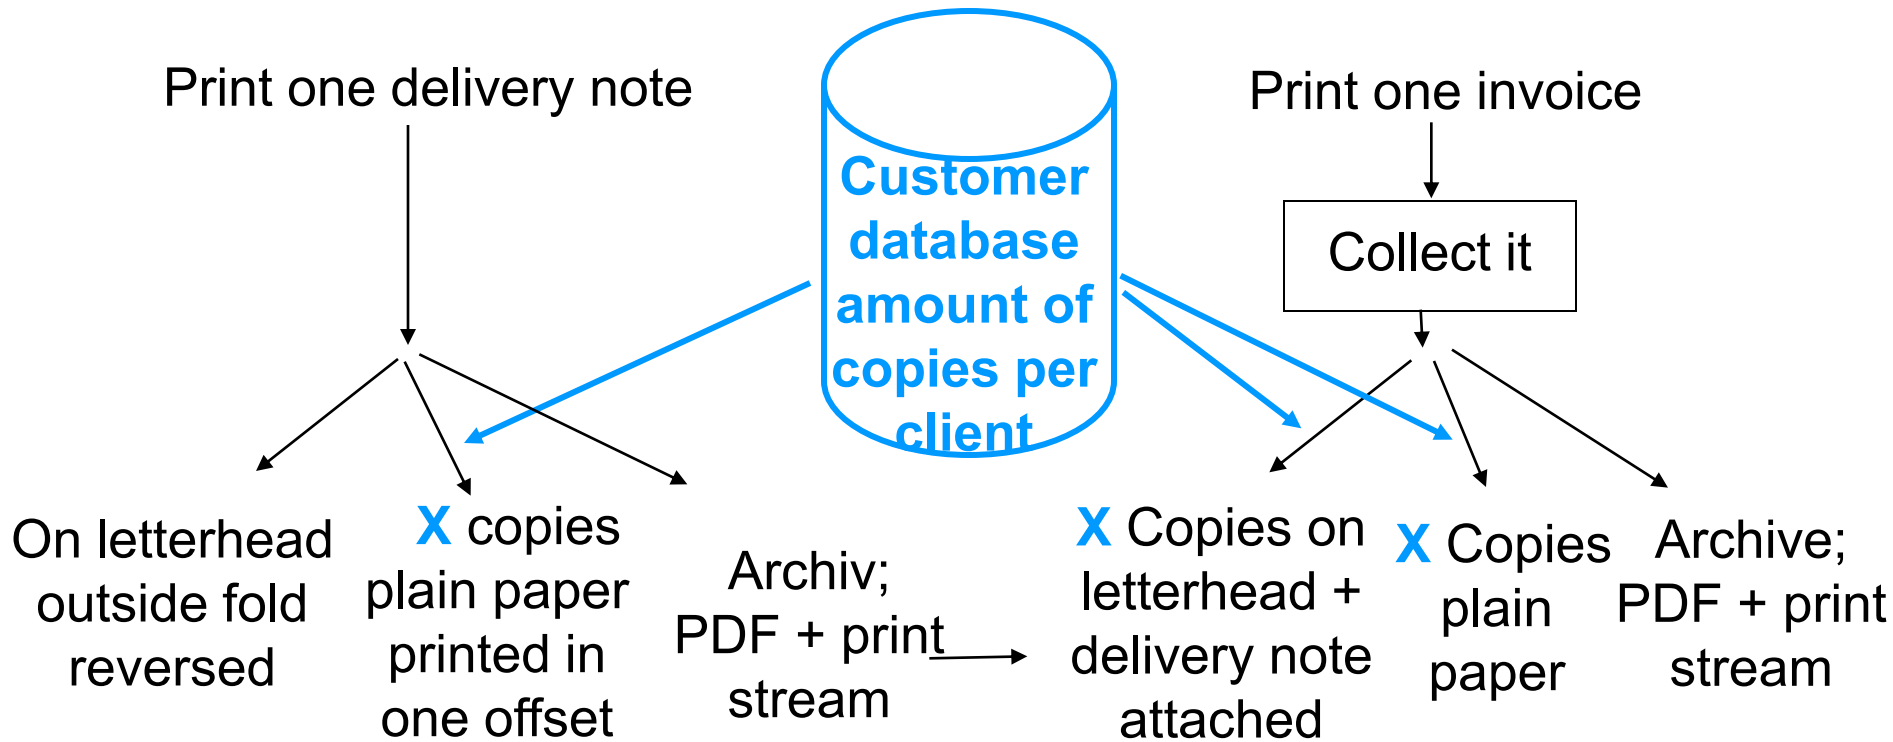 Print one delivery note
Customer
database
amount of
copies per
client
Print one invoice
Collect it
On letterhead
outside fold
reversed
X copies
plain paper
printed in
one offset
Archiv;
PDF + print
stream
X Copies on
letterhead +
delivery note
attached
X Copies
plain
paper
Archive;
PDF + print
stream